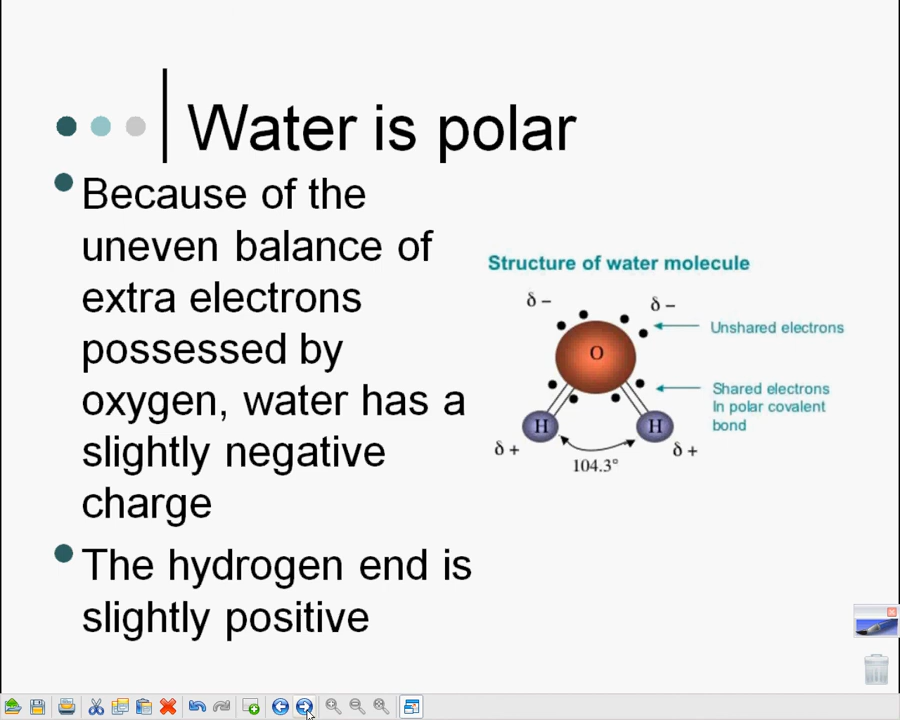 Water is polar
Because of the
uneven balance of
extra electrons
possessed by
oxygen, water has a
slightly negative
charge
The hydrogen end is
slightly positive
Structure of water molecule
δ – δ –
Unshared electrons
O
Shared electrons
In polar covalent
bond
H H
δ + δ +
104.3°